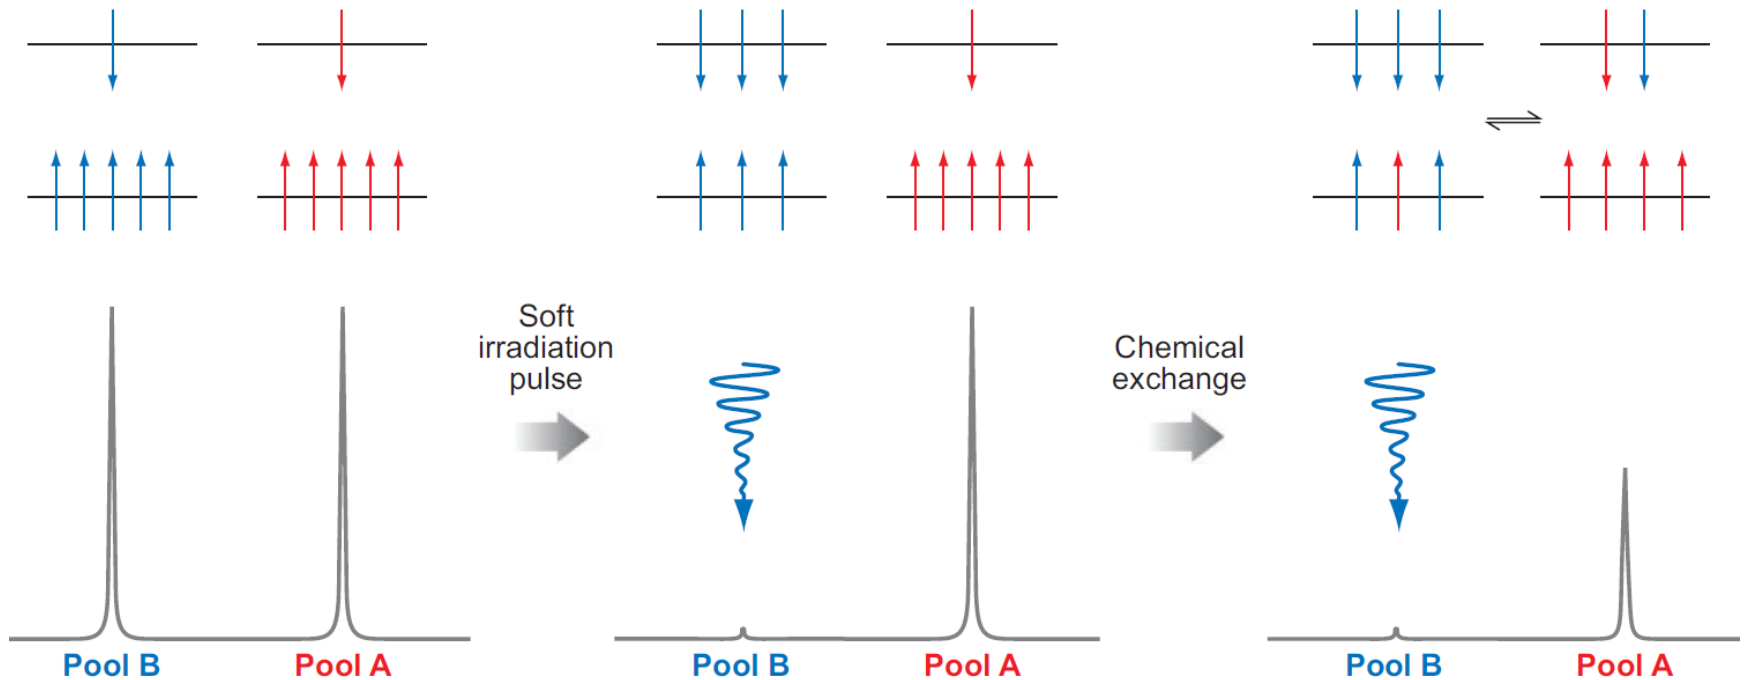 Soft
irradiation
pulse
Chemical
exchange
Pool B
Pool A
Pool B
Pool A
Pool B
Pool A